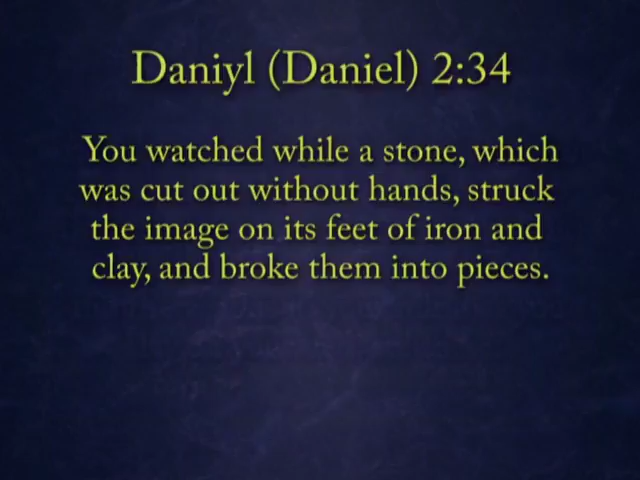 Daniyl (Daniel) 2:34
You watched while a stone, which
was cut out without hands, struck
the image on its feet of iron and
clay, and broke them into pieces.